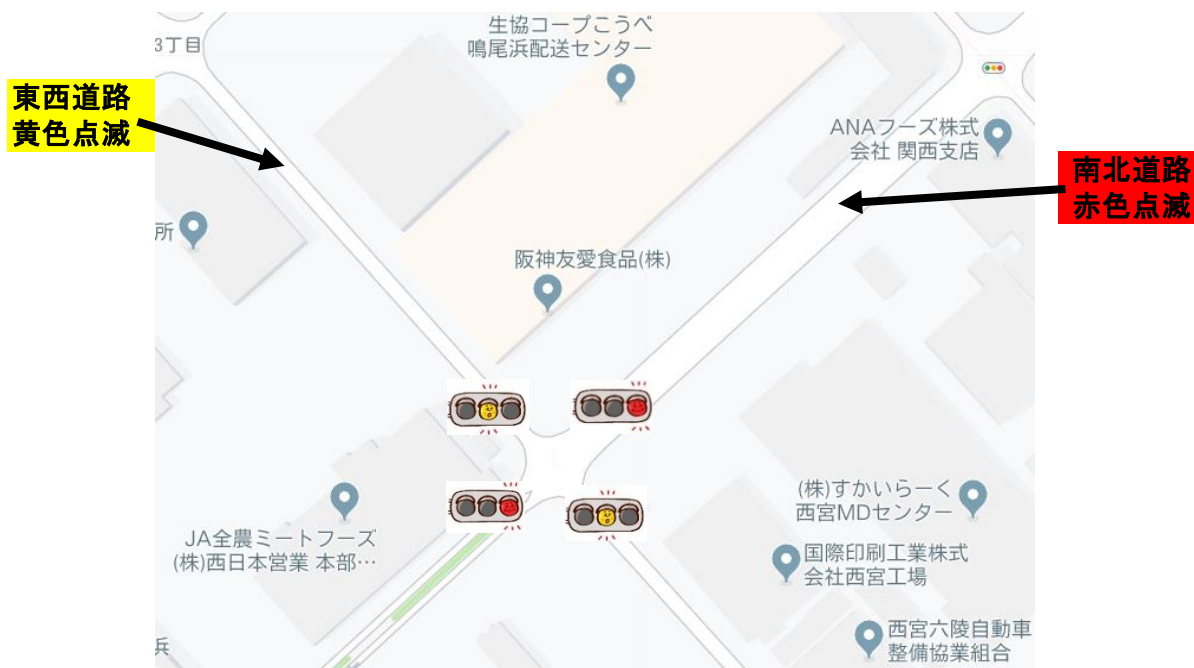 生協コープこうべ
鳴尾浜配送センター
3丁目
東西道路
黄色点滅
ANAフーズ株式
会社 関西支店
南北道路
赤色点滅
所
阪神友愛食品(株)
(株)すかいらーく
西宮MDセンター
JA全農ミートフーズ
(株)西日本営業 本部…
国際印刷工業株式
会社西宮工場
西宮六陵自動車
整備協業組合
浜